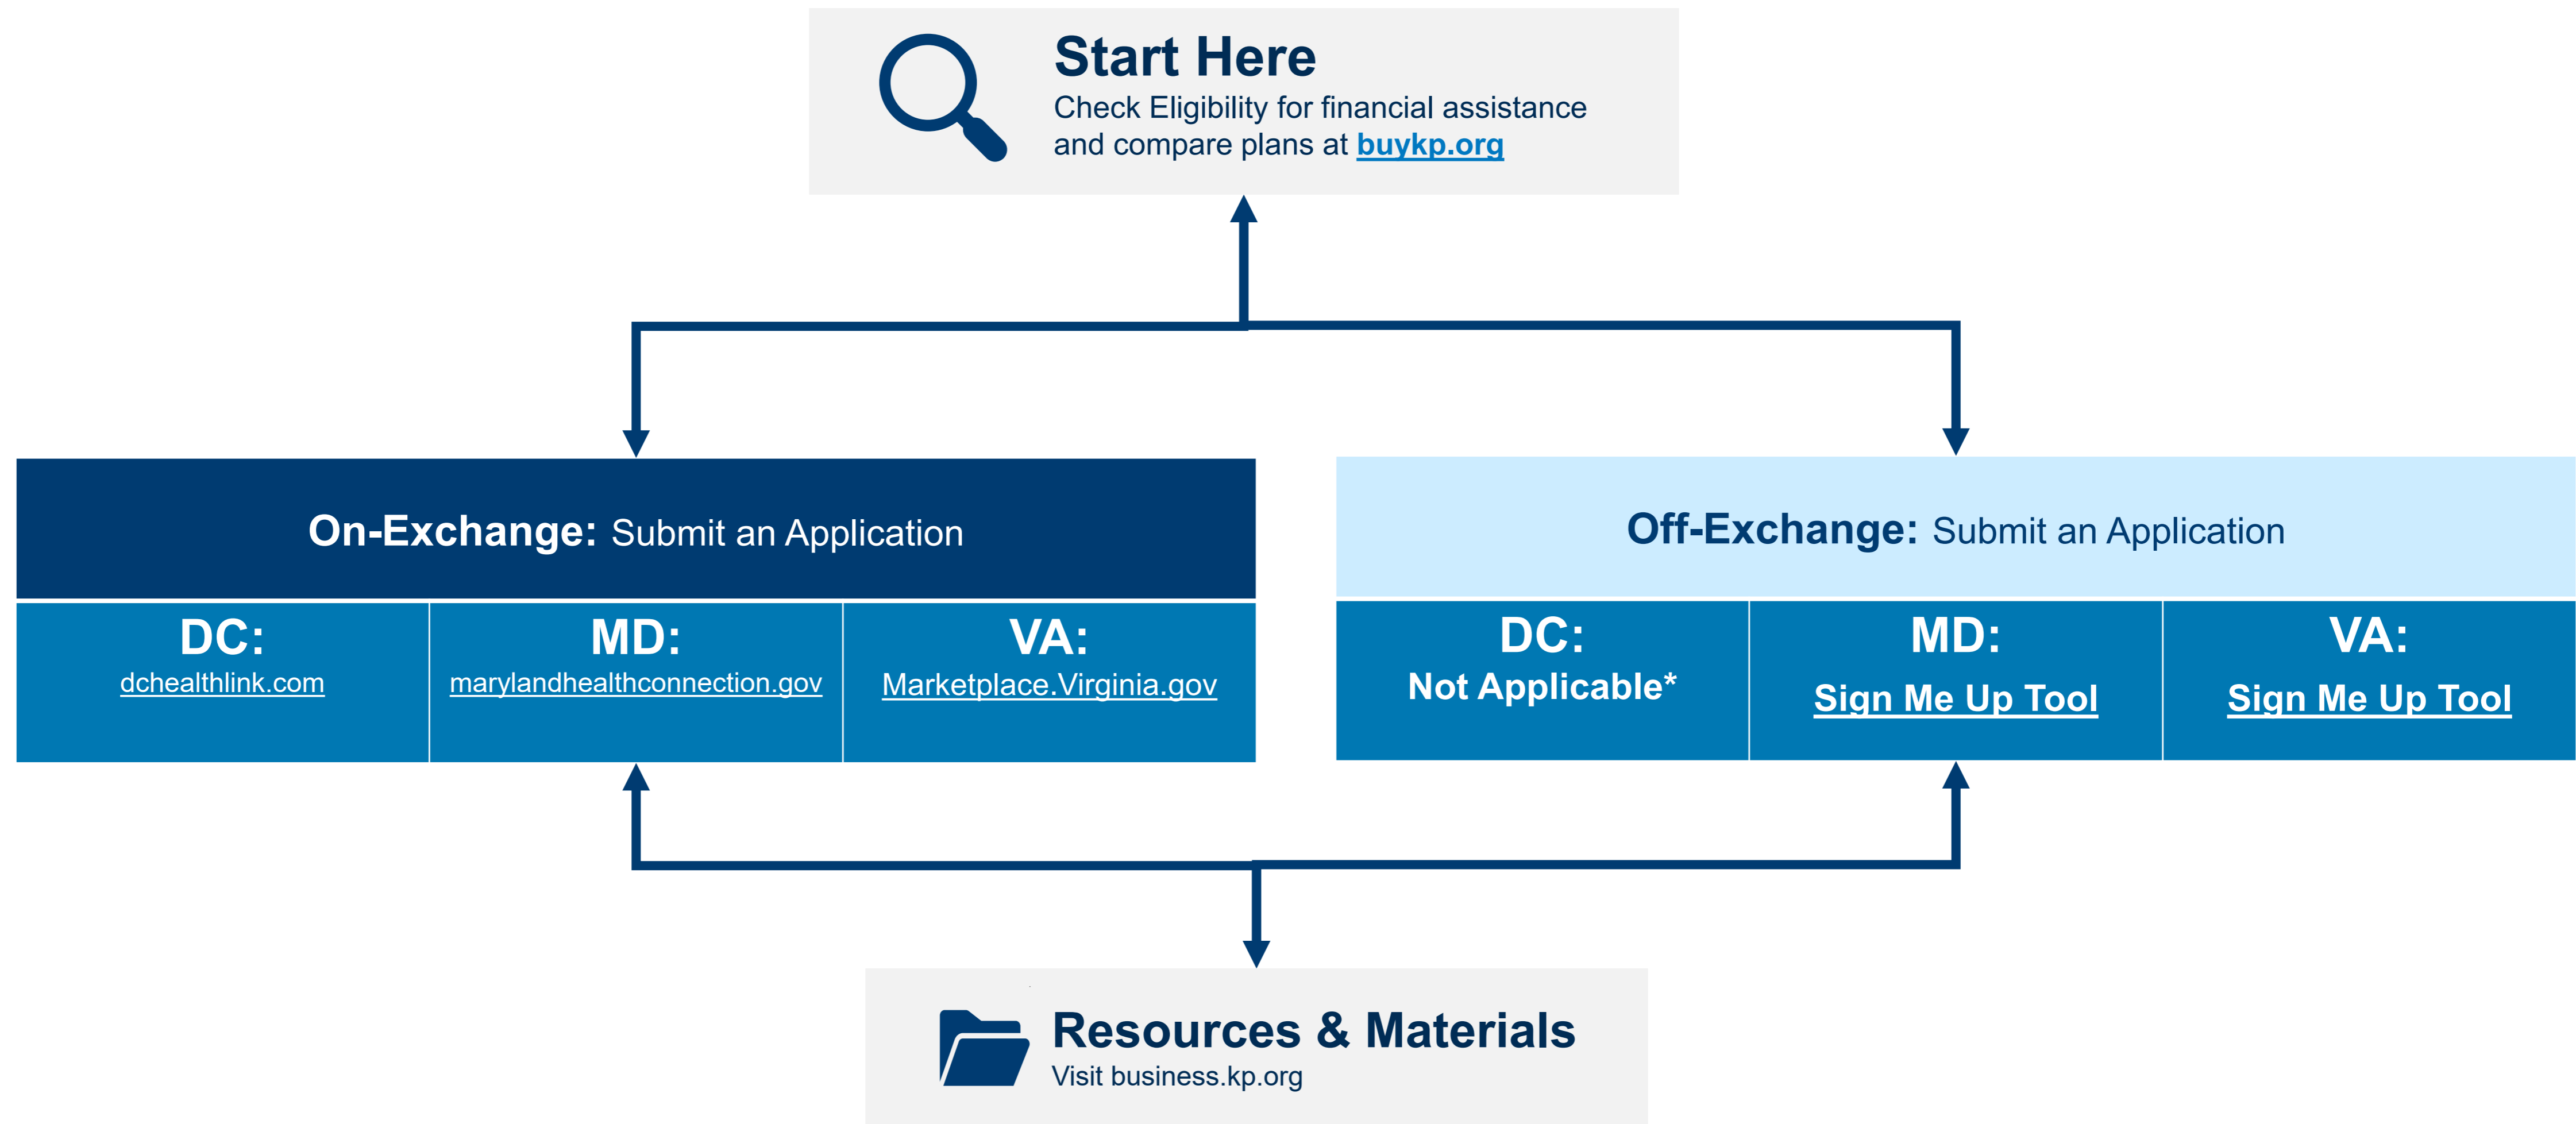 Start Here
Check Eligibility for financial assistance
and compare plans at buykp.org
On-Exchange: Submit an Application
DC:
dchealthlink.com
MD:
marylandhealthconnection.gov
VA:
Marketplace.Virginia.gov
Off-Exchange: Submit an Application
DC:
Not Applicable*
MD:
Sign Me Up Tool
VA:
Sign Me Up Tool
Resources & Materials
Visit business.kp.org